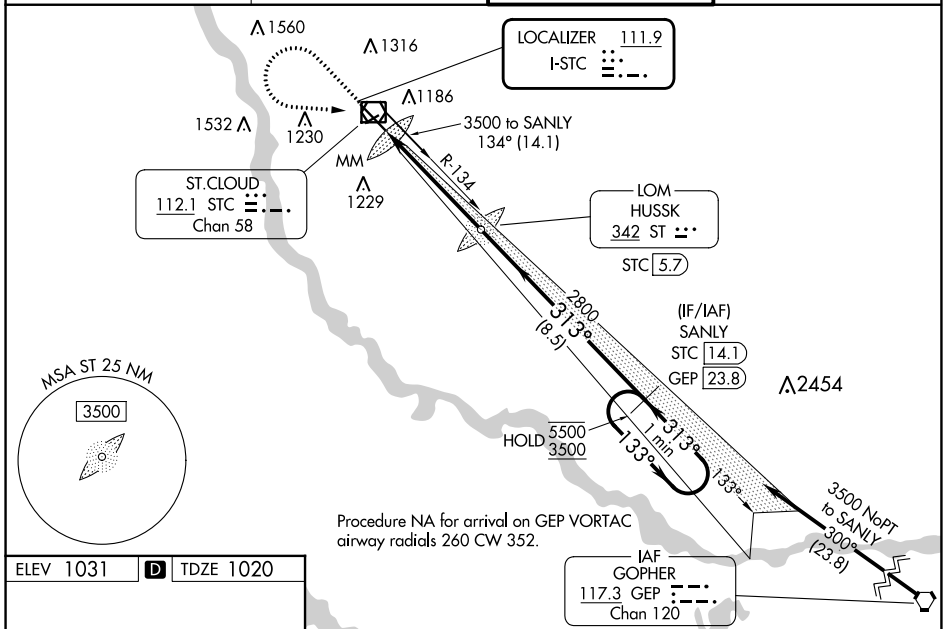 1560
1316
LOCALIZER 111.9
I-STC
1186
1532
1230
3500 to SANLY
134° (14.1)
MM
R-134
ST.CLOUD
112.1 STC
Chan 58
1229
LOM
HUSSK
342 ST
STC 5.7
2800
313°
(8.5)
(IF/IAF)
SANLY
STC 14.1
GEP 23.8
2454
MSA ST 25 NM
3500
HOLD 5500
3500
1 min
313°
133°
133°
3500 NoPT
to SANLY
300°
(23.8)
Procedure NA for arrival on GEP VORTAC
airway radials 260 CW 352.
IAF
GOPHER
117.3 GEP
Chan 120
ELEV 1031 D TDZE 1020